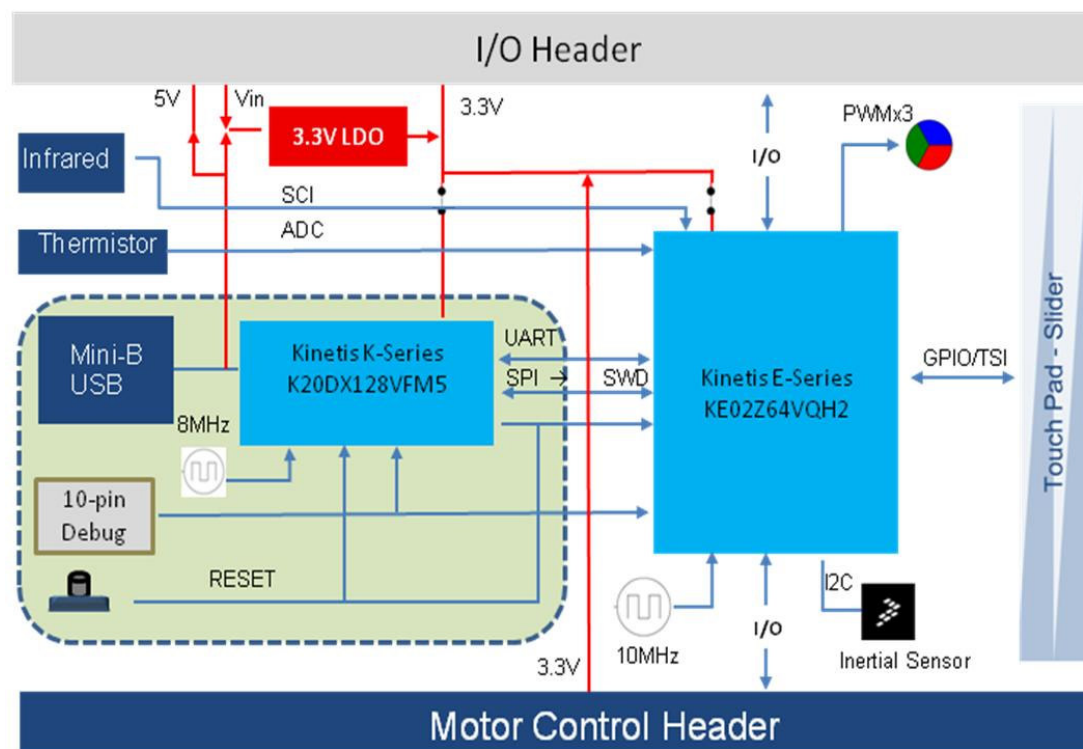 I/O Header
5V
Vin
3.3V
PWMx3
3.3V LDO
Infrared
I/O
SCI
ADC
Thermistor
Mini-B
USB
Kinetis K-Series
K20DX128VFM5
UART
SPI → SWD
Kinetis E-Series
KE02Z64VQH2
GPIO/TSI
Touch Pad - Slider
8MHz
10-pin
Debug
RESET
I2C
10MHz
I/O
Inertial Sensor
3.3V
Motor Control Header